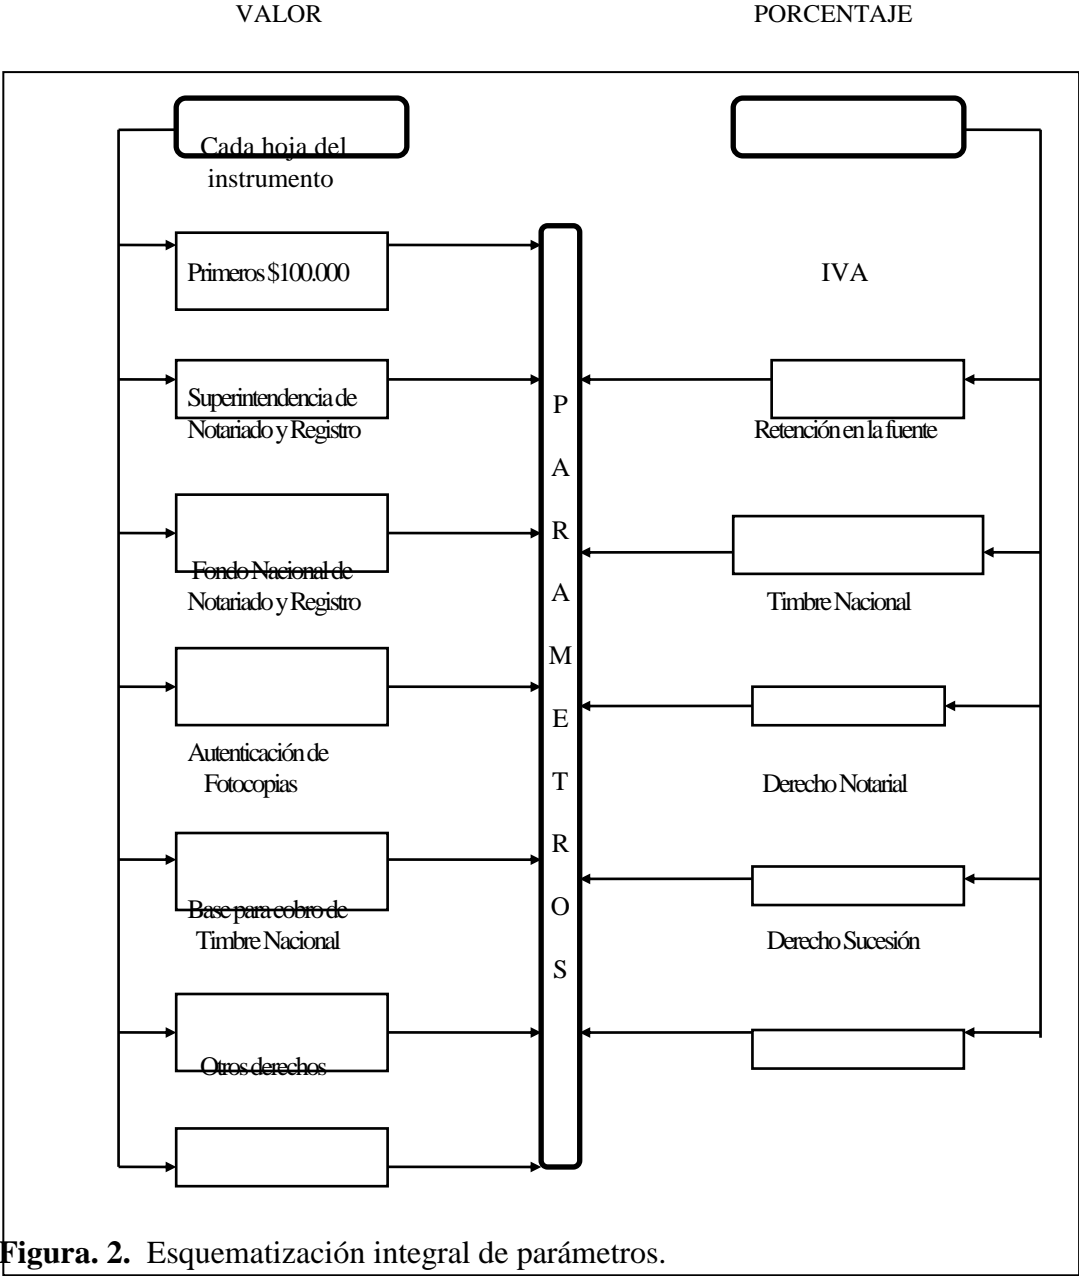 VALOR
PORCENTAJE
Cada hoja del
instrumento
Primeros $100.000
IVA
Superintendencia de
Notariado y Registro
Retención en la fuente
Fondo Nacional de
Notariado y Registro
Timbre Nacional
Autenticación de
Fotocopias
Derecho Notarial
Base para cobro de
Timbre Nacional
Derecho Sucesión
Otros derechos
P
A
R
A
M
E
T
R
O
S
Figura. 2. Esquematización integral de parámetros.